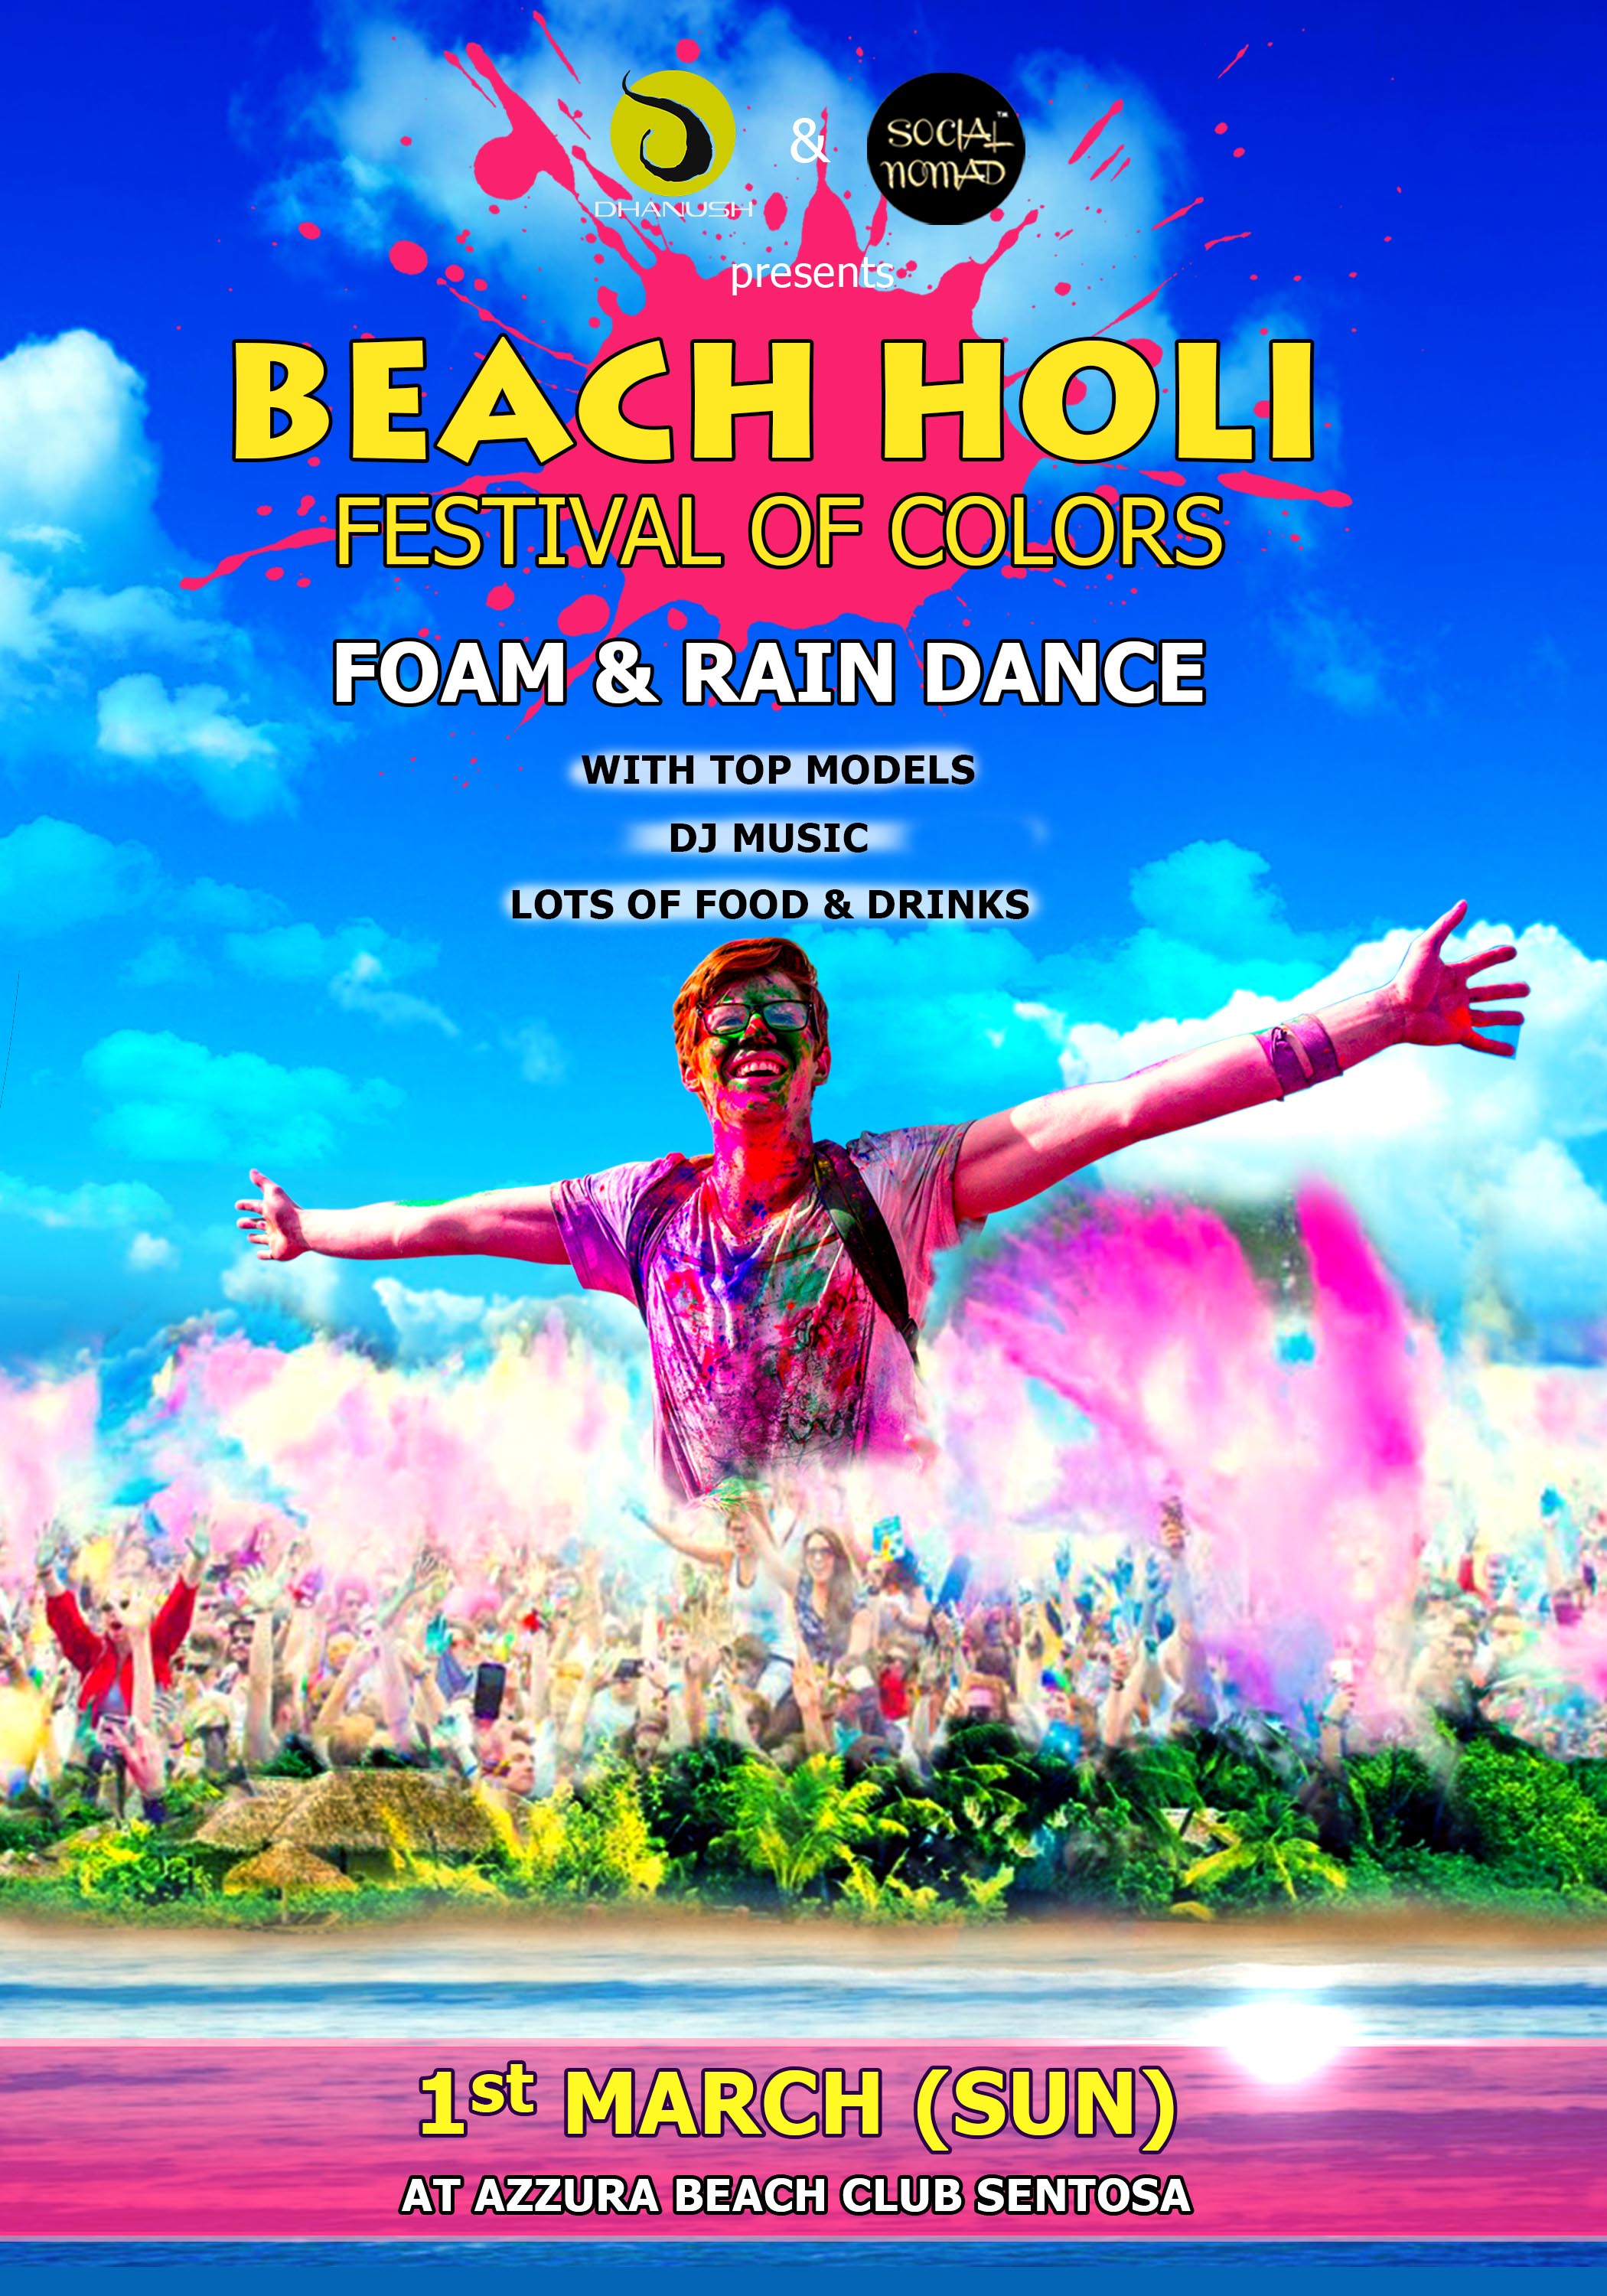 DHANUSH
&
SOCIAL™
NOMAD
presents
BEACH HOLI
FESTIVAL OF COLORS
FOAM & RAIN DANCE
WITH TOP MODELS
DJ MUSIC
LOTS OF FOOD & DRINKS
1st MARCH (SUN)
AT AZZURA BEACH CLUB SENTOSA